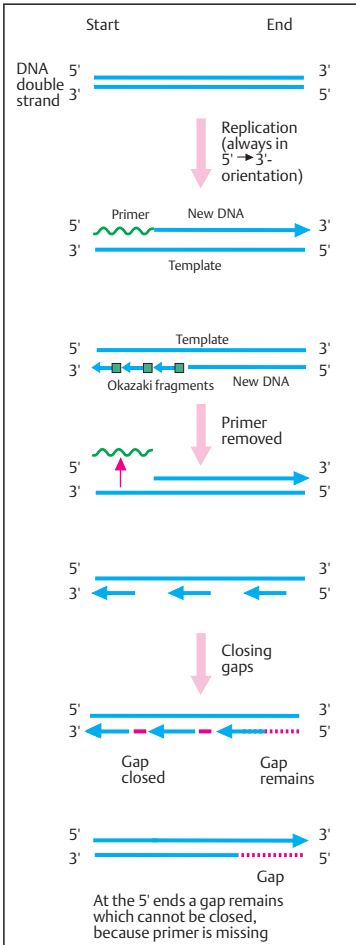 Start End
DNA
double
strand
5' 3'
3' 5'
Replication
(always in
5' → 3'-
orientation)
Primer New DNA
5' 3'
3' 5'
Template
Template
5' 3'
3' 5'
Okazaki fragments New DNA
Primer
removed
5' 3'
3' 5'
5' 3'
3' 5'
Closing
gaps
5' 3'
3' 5'
Gap
closed
Gap
remains
5' 3'
3' 5'
Gap
At the 5' ends a gap remains
which cannot be closed,
because primer is missing